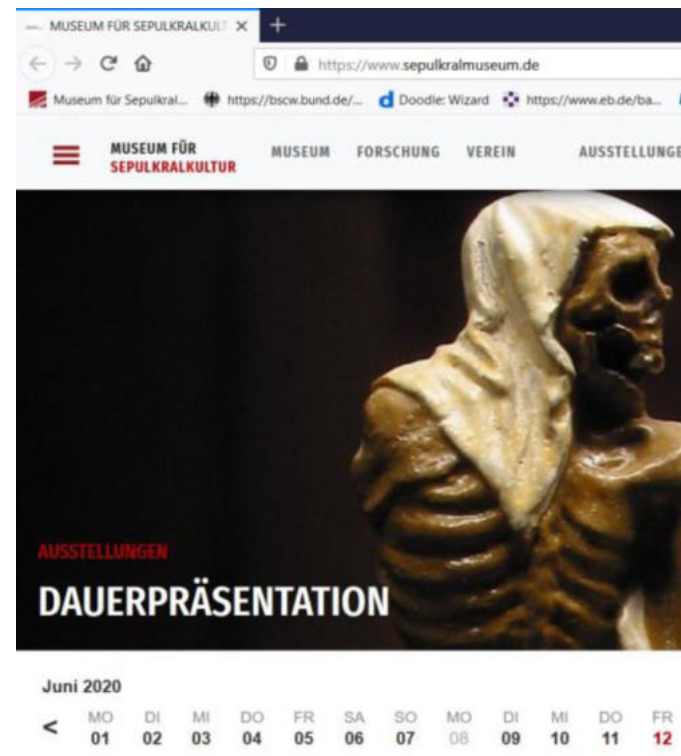 MUSEUM FÜR SEPULKRALKULT
https://www.sepulkralmuseum.de
Museum für Sepulkral... https://bscw.bund.de/... Doodle: Wizard https://www.eb.de/ba...
MUSEUM FÜR
SEPULKRALKULTUR
MUSEUM FORSCHUNG VEREIN AUSSTELLUNGE
AUSSTELLUNGEN
DAUERPRÄSENTATION
Juni 2020
MO DI MI DO FR SA SO MO DI MI DO FR
< 01 02 03 04 05 06 07 08 09 10 11 12